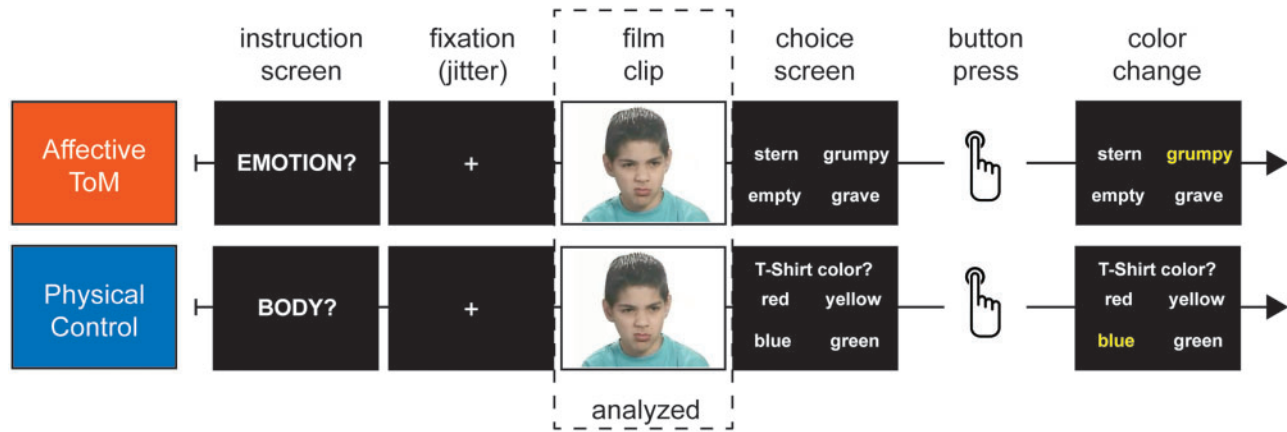 instruction
screen
fixation
(jitter)
film
clip
choice
screen
button
press
color
change
Affective
ToM
EMOTION?
+
stern grumpy
empty grave
stern grumpy
empty grave
Physical
Control
BODY?
+
T-Shirt color?
red yellow
blue green
T-Shirt color?
red yellow
blue green
analyzed